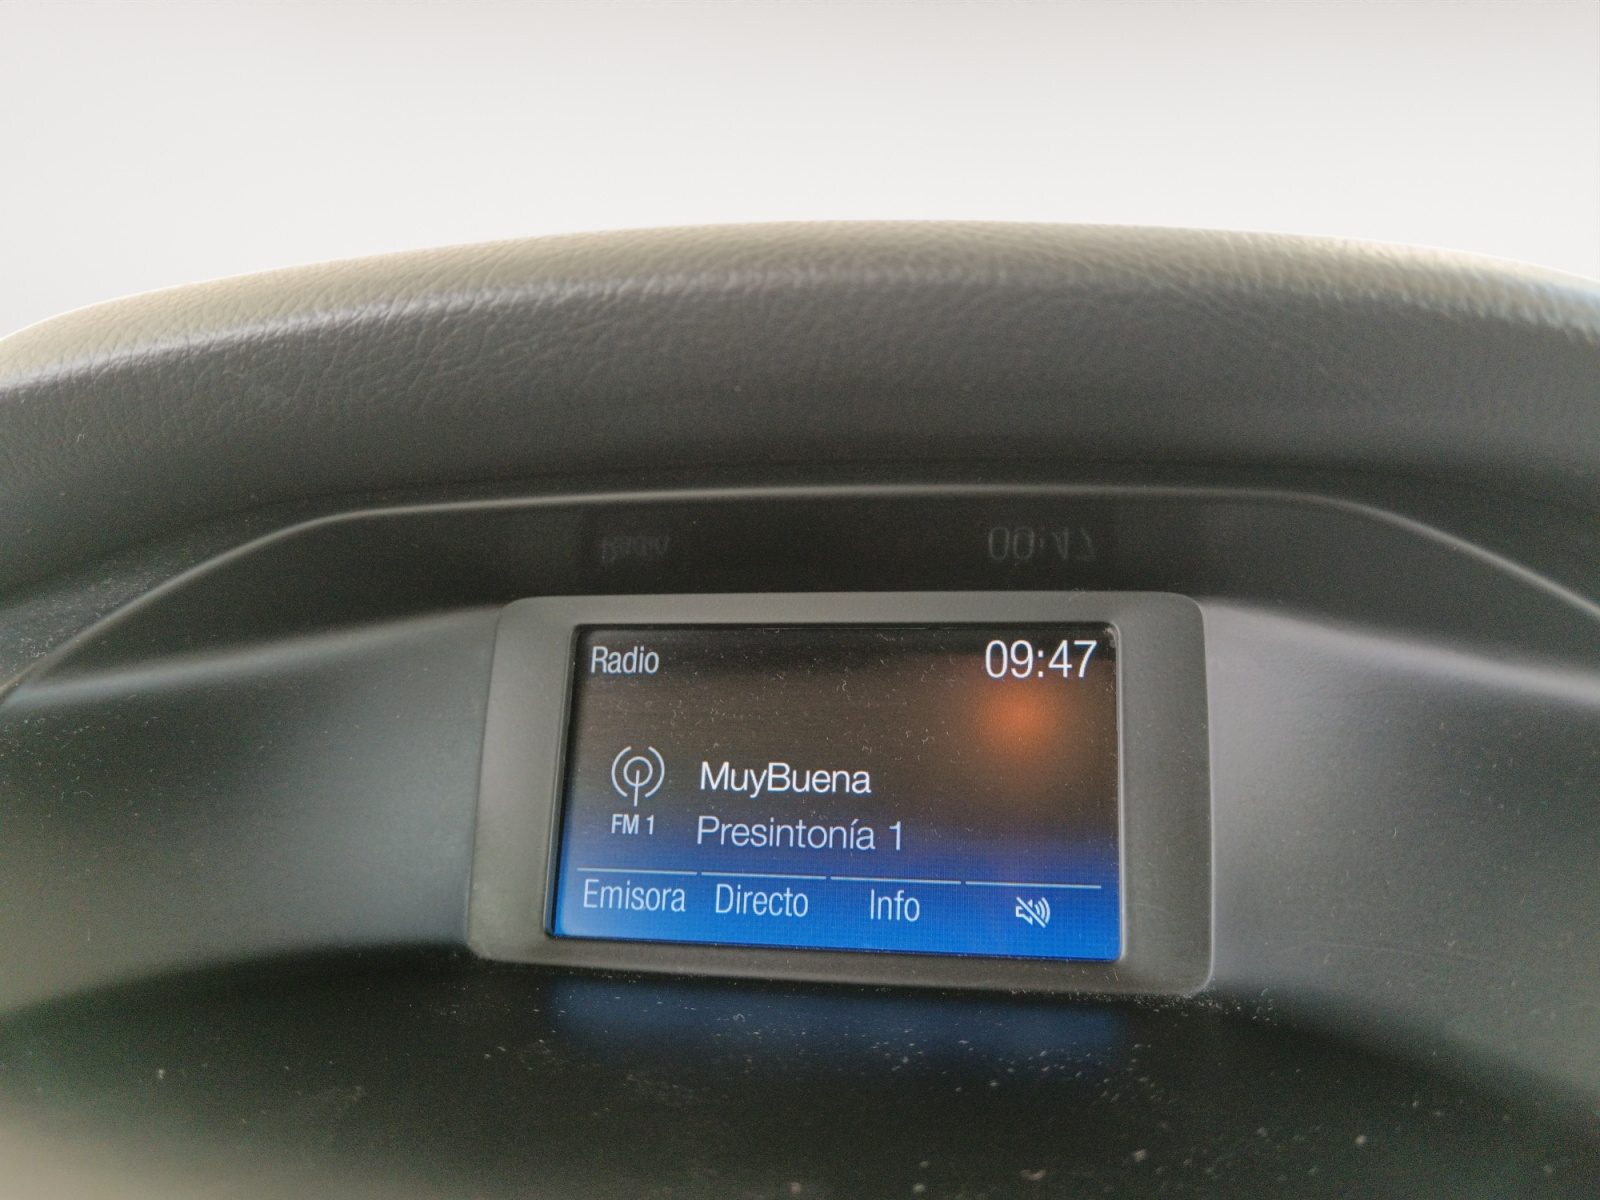 Radio 09:47
MuyBuena
FM 1 Presintonía 1
Emisora Directo Info